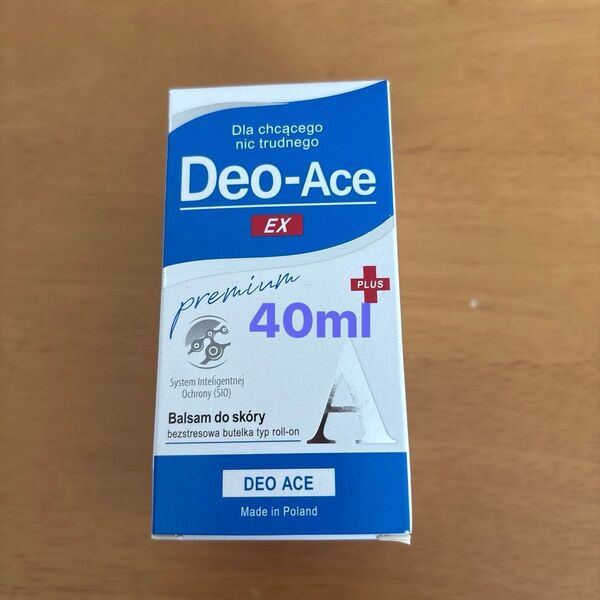 Dla chcącego
nic trudnego
Deo-Ace
EX
premium
PLUS
40ml
System Inteligentnej
Ochrony (SIO)
A
Balsam do skóry
bezstresowa butelka typ roll-on
DEO ACE
Made in Poland